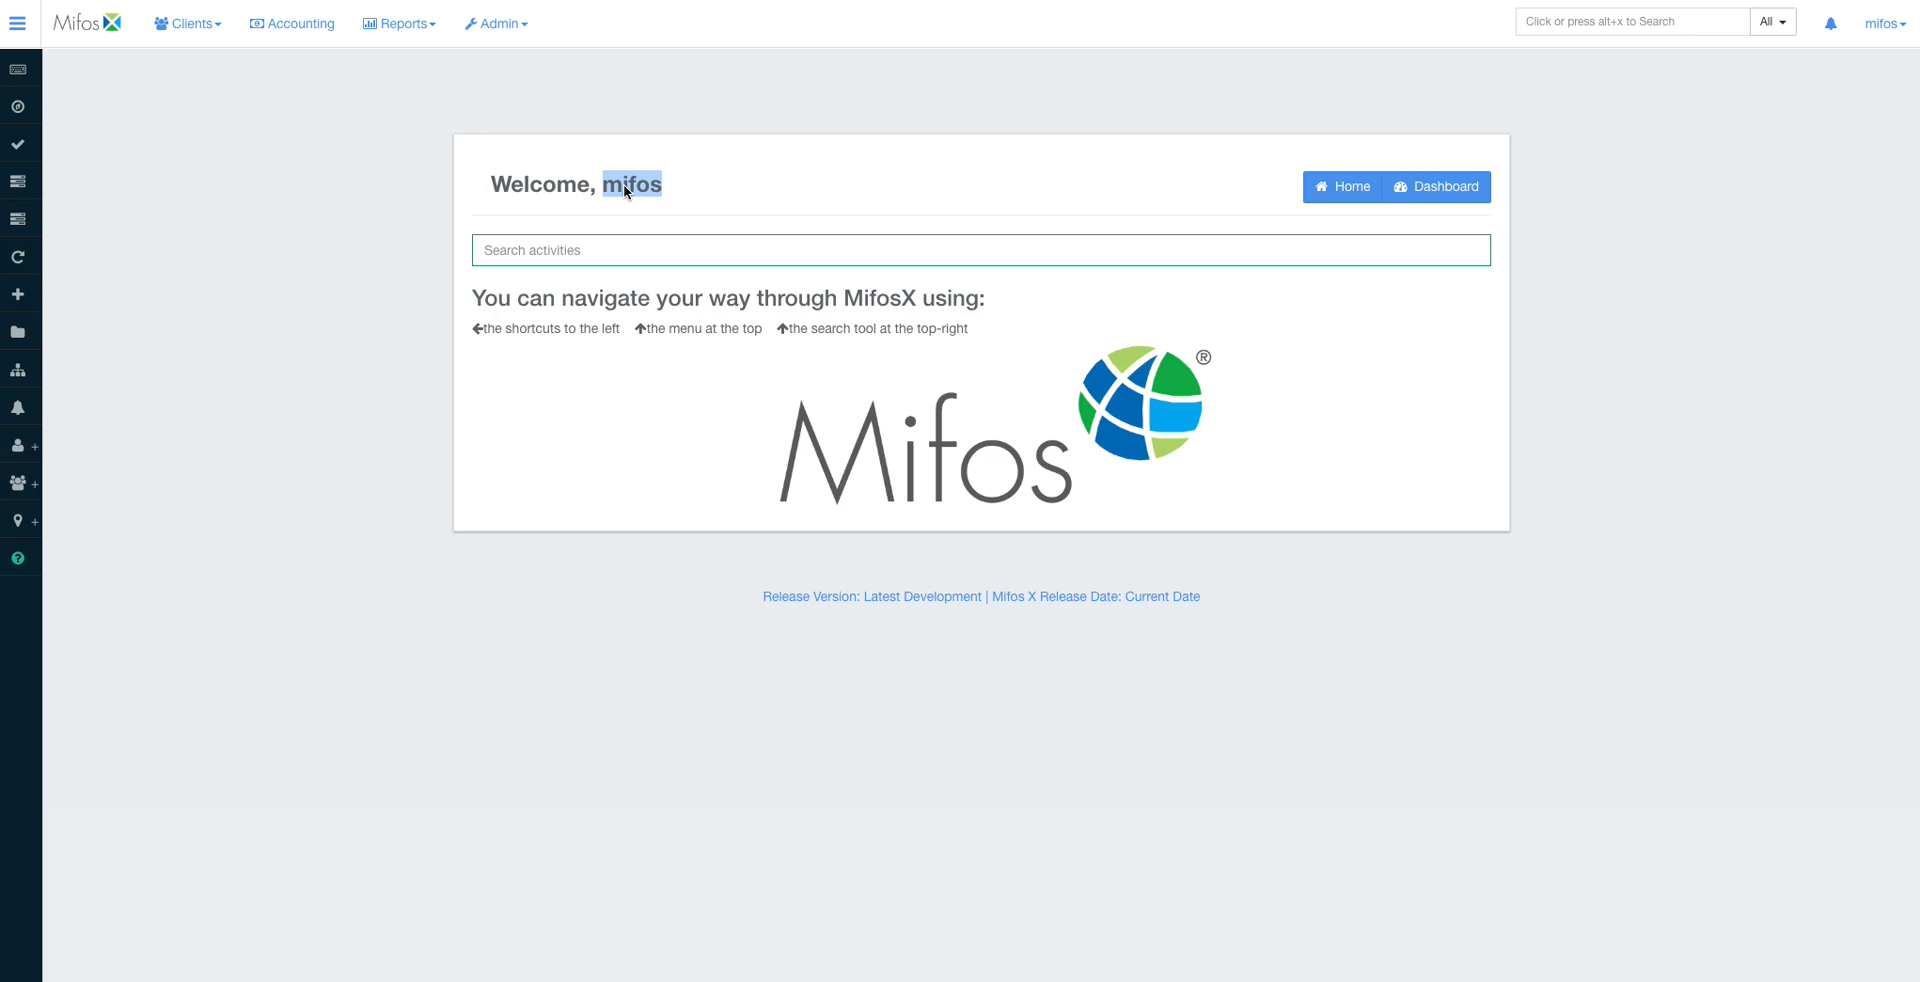 Mifos Clients Accounting Reports Admin Click or press alt+x to Search All mifos
Welcome, mifos
Home Dashboard
Search activities
You can navigate your way through MifosX using:
the shortcuts to the left the menu at the top the search tool at the top-right
Mifos ®
Release Version: Latest Development | Mifos X Release Date: Current Date